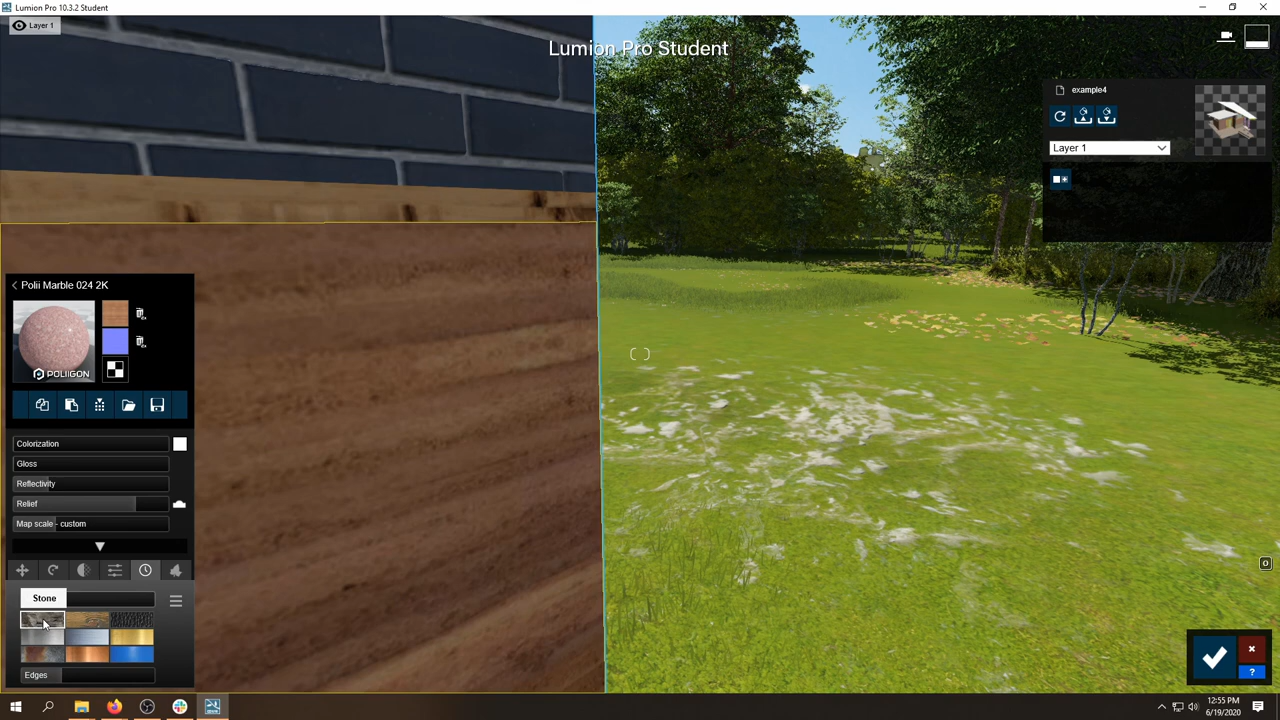 Lumion Pro 10.3.2 Student
Layer 1
Lumion Pro Student
example4
Layer 1
Polii Marble 024 2K
POLIIGON
Colorization
Gloss
Reflectivity
Relief
Map scale - custom
Stone
Edges
?
12:55 PM
6/19/2020